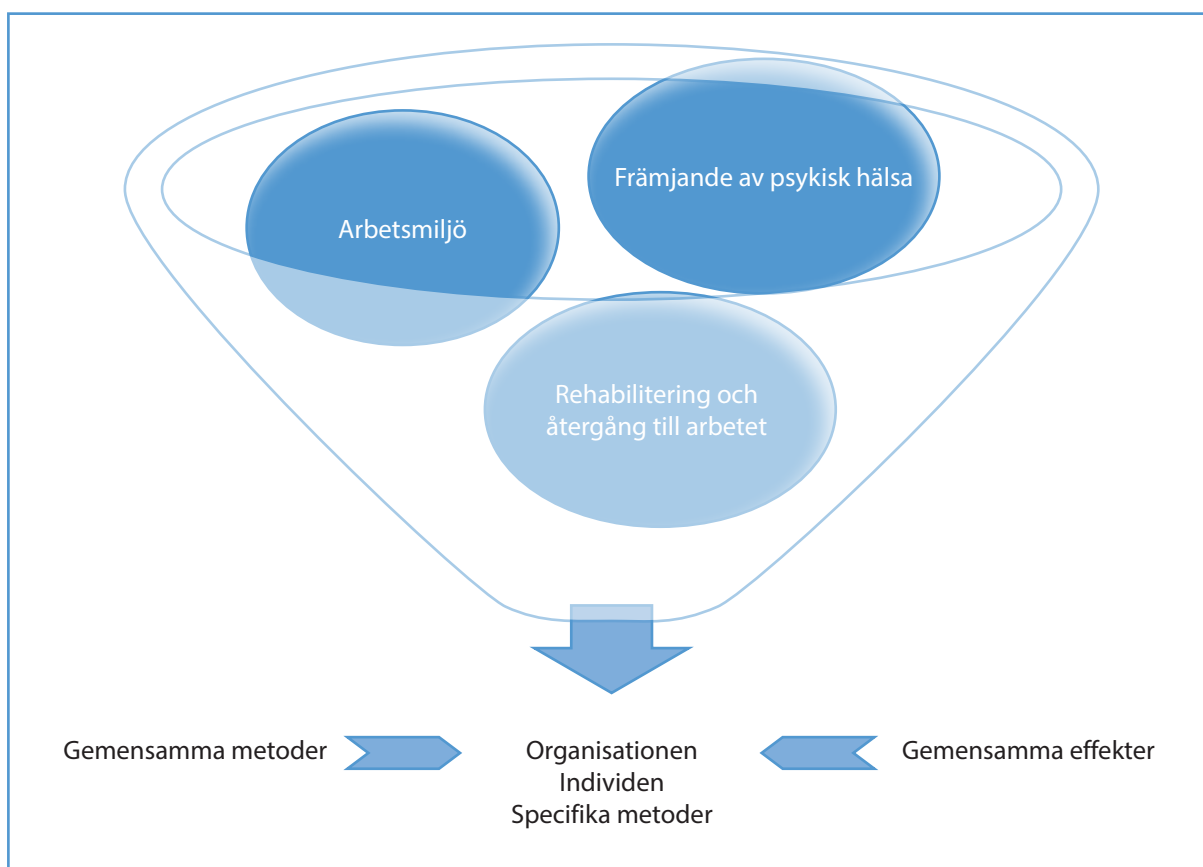 Främjande av psykisk hälsa
Arbetsmiljö
Rehabilitering och
återgång till arbetet
Gemensamma metoder
Organisationen
Individen
Specifika metoder
Gemensamma effekter